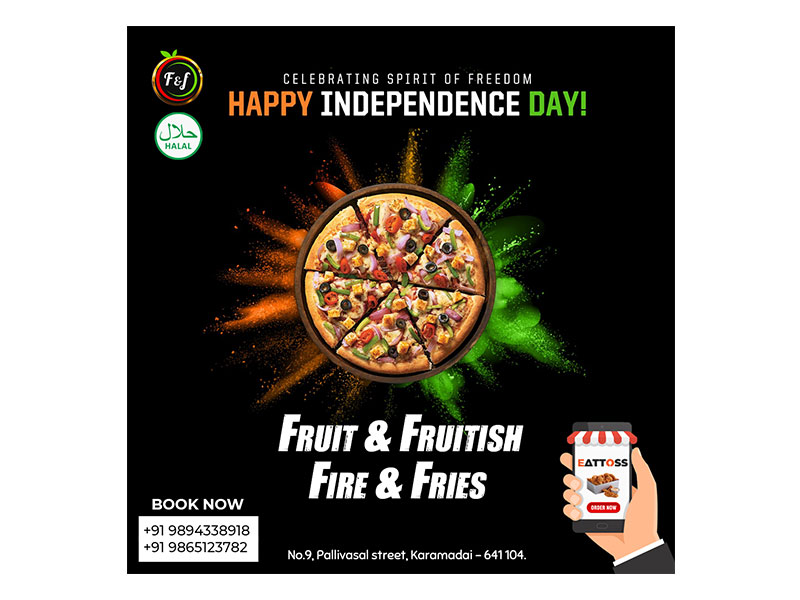 F&f
حلال
HALAL
CELEBRATING SPIRIT OF FREEDOM
HAPPY INDEPENDENCE DAY!
FRUIT & FRUITISH
FIRE & FRIES
EATTOSS
ORDER NOW
BOOK NOW
+91 9894338918
+91 9865123782
No.9, Pallivasal street, Karamadai - 641 104.